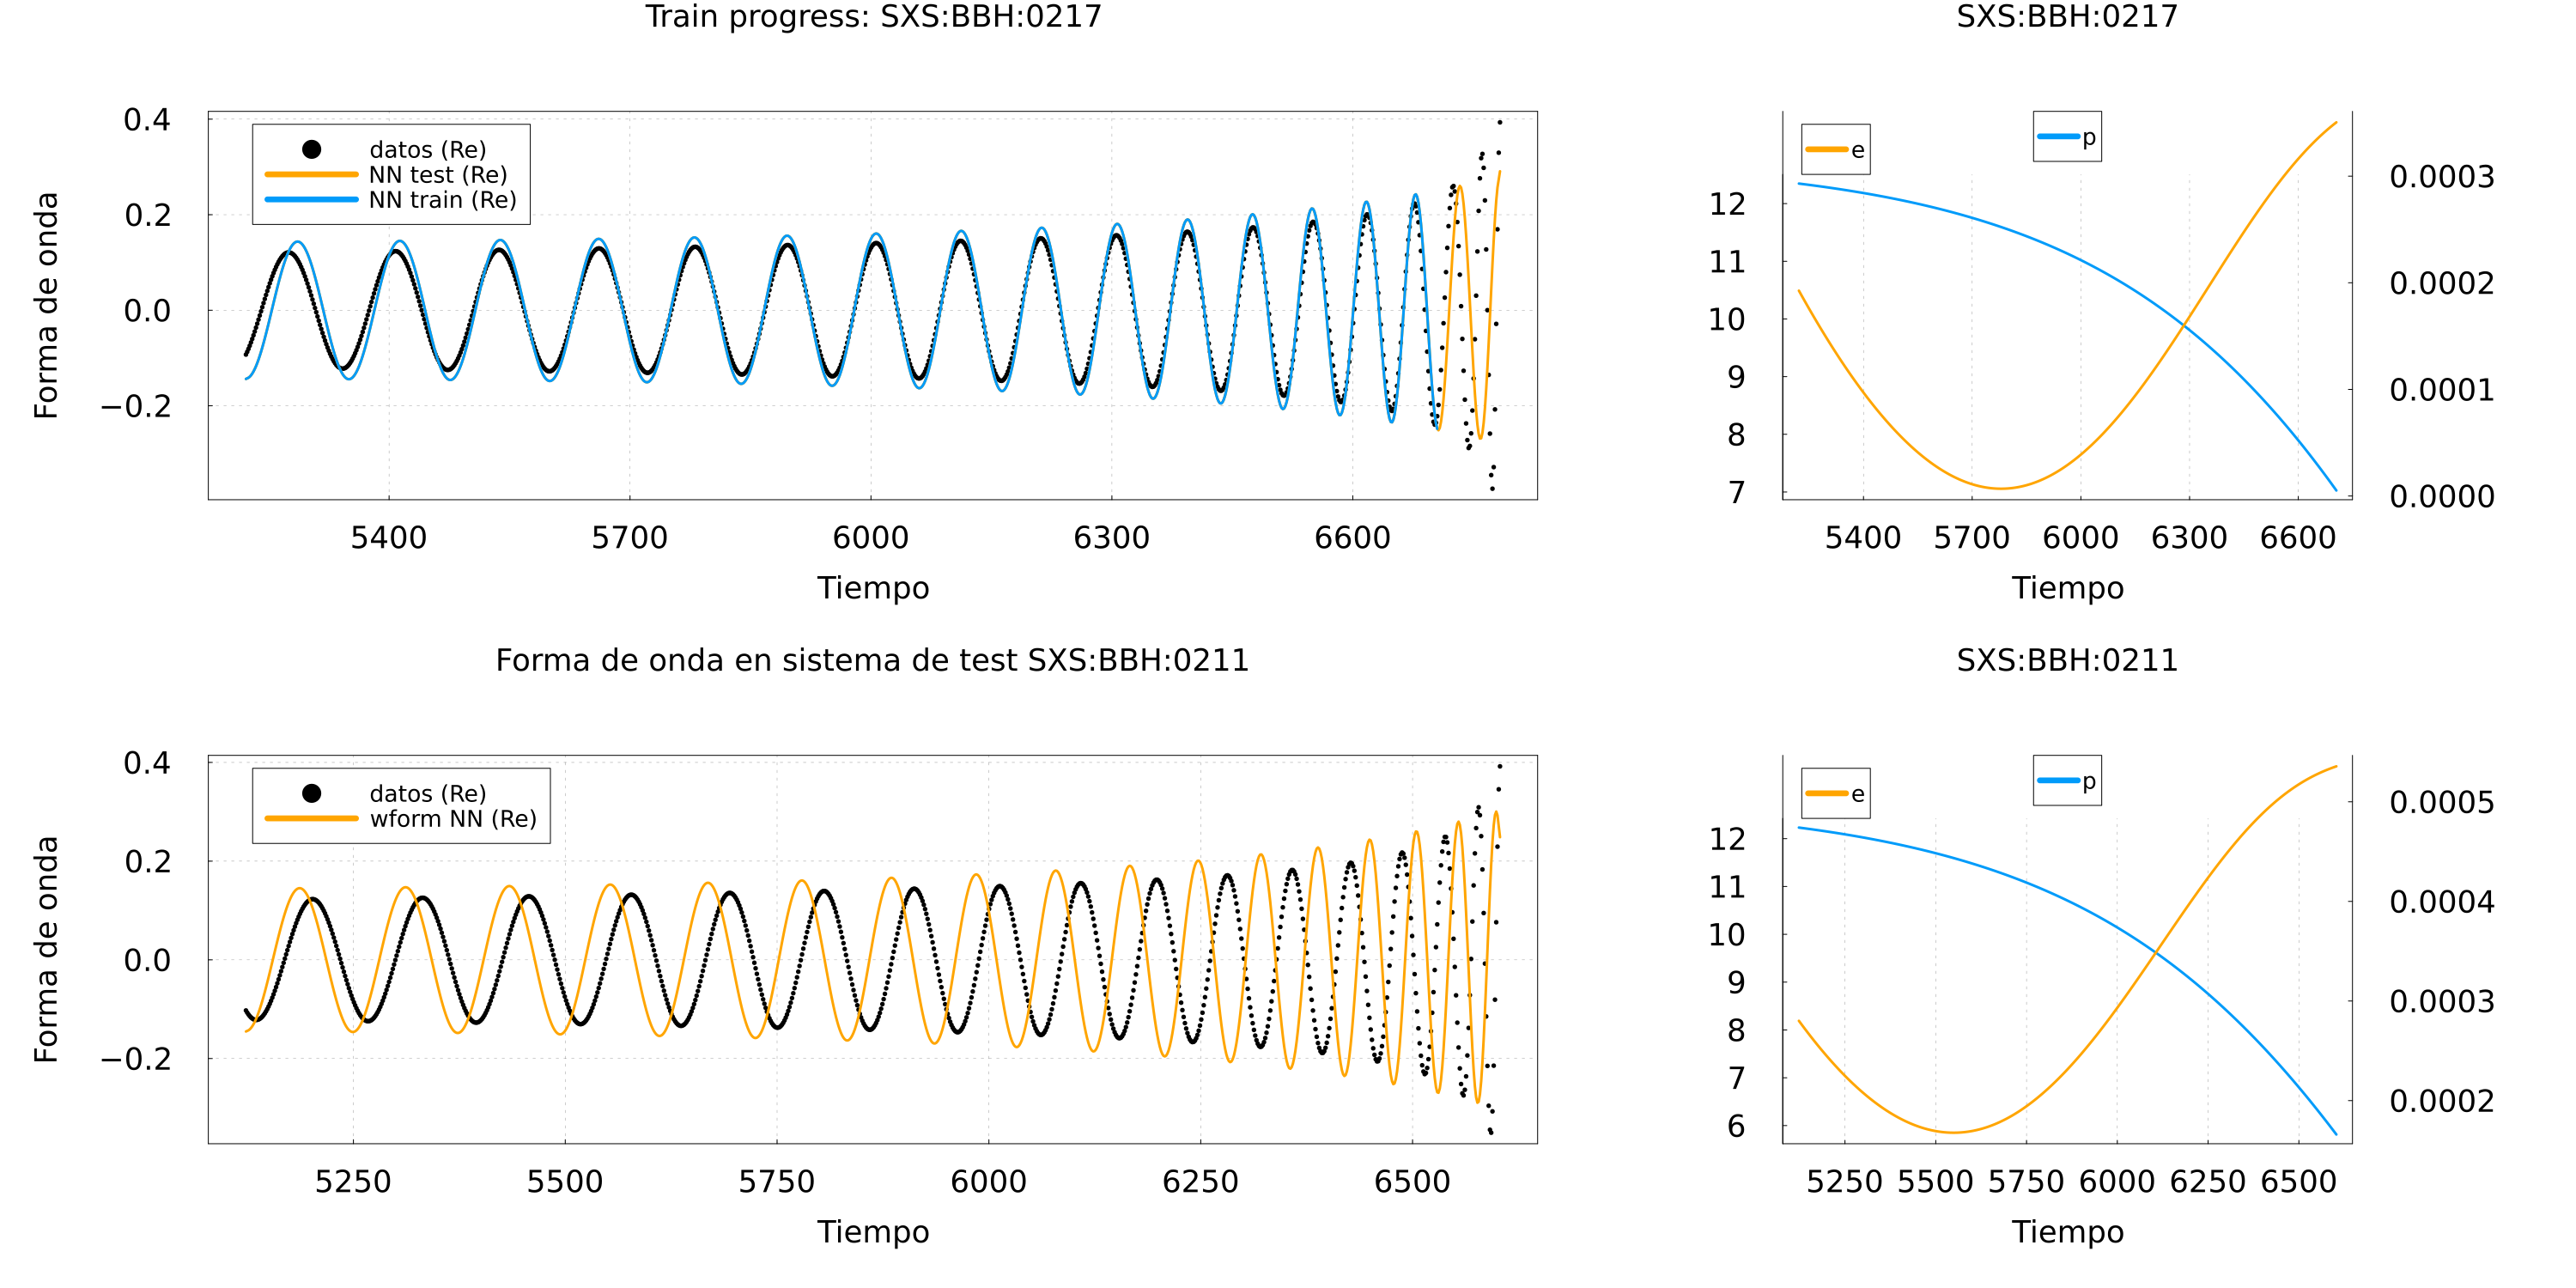 Train progress: SXS:BBH:0217
Forma de onda
0.4
0.2
0.0
−0.2
datos (Re)
NN test (Re)
NN train (Re)
5400 5700 6000 6300 6600
Tiempo
SXS:BBH:0217
e
p
12
11
10
9
8
7
0.0003
0.0002
0.0001
0.0000
5400 5700 6000 6300 6600
Tiempo
Forma de onda en sistema de test SXS:BBH:0211
Forma de onda
0.4
0.2
0.0
−0.2
datos (Re)
wform NN (Re)
5250 5500 5750 6000 6250 6500
Tiempo
SXS:BBH:0211
e
p
12
11
10
9
8
7
6
0.0005
0.0004
0.0003
0.0002
5250 5500 5750 6000 6250 6500
Tiempo